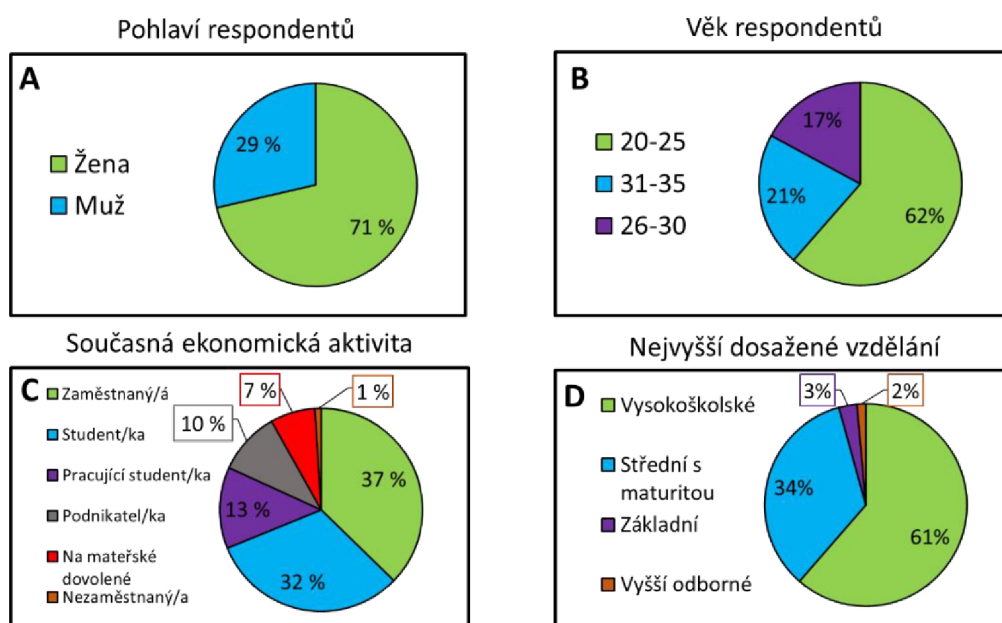 Pohlaví respondentů
A
29 %
Žena
Muž
71 %
Věk respondentů
B
17%
20-25
31-35
21%
62%
26-30
Současná ekonomická aktivita
C
Zaměstnaný/á
7 %
1 %
10 %
Student/ka
37 %
Pracující student/ka
13 %
Podnikatel/ka
Na mateřské
dovolené
32 %
Nezaměstnaný/a
Nejvyšší dosažené vzdělání
D
3%
2%
Vysokoškolské
Střední s
maturitou
34%
Základní
61%
Vyšší odborné